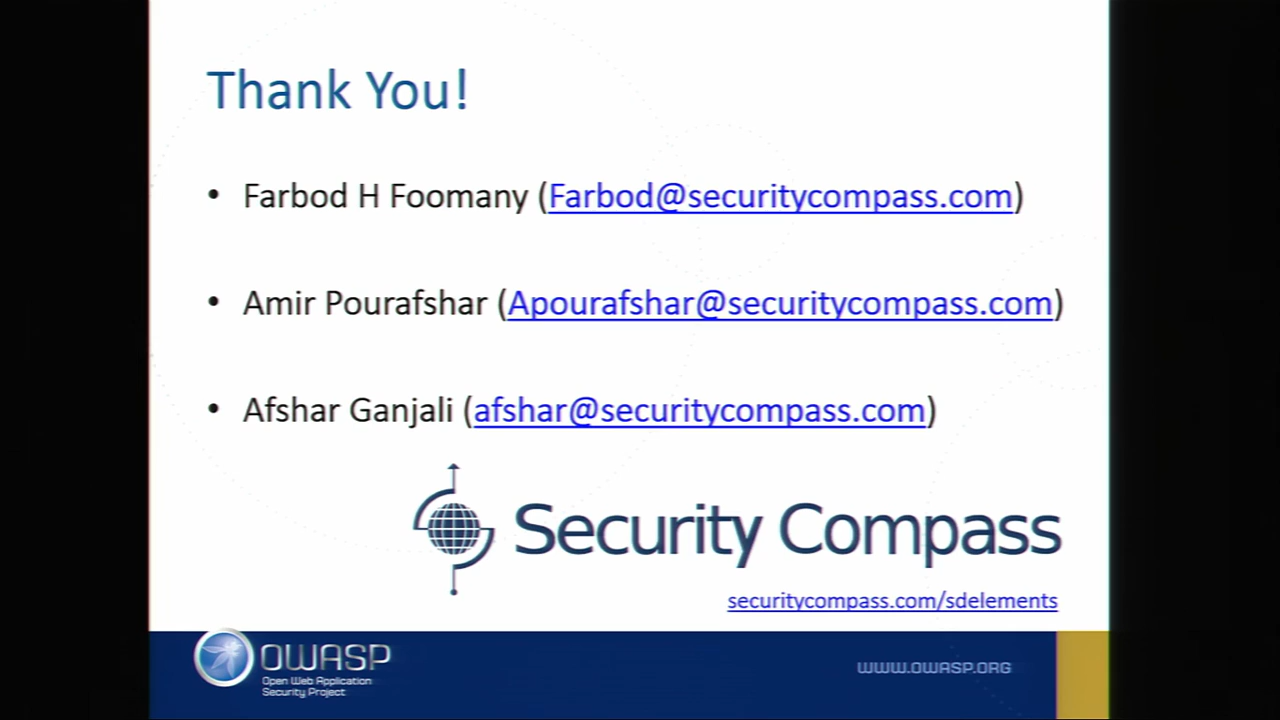 Thank You!
• Farbod H Foomany (Farbod@securitycompass.com)
• Amir Pourafshar (Apourafshar@securitycompass.com)
• Afshar Ganjali (afshar@securitycompass.com)
Security Compass
securitycompass.com/sdelements
OWASP
Open Web Application
Security Project
WWW.OWASP.ORG